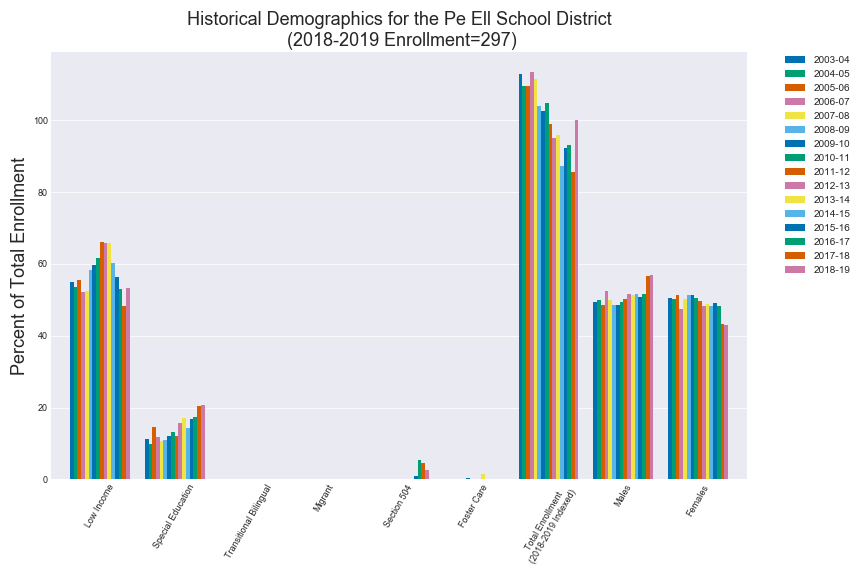 Historical Demographics for the Pe Ell School District
(2018-2019 Enrollment=297)
Percent of Total Enrollment
100
80
60
40
20
0
Low Income
Special Education
Transitional Bilingual
Migrant
Section 504
Foster Care
Total Enrollment
(2018-2019 Indexed)
Males
Females
2003-04
2004-05
2005-06
2006-07
2007-08
2008-09
2009-10
2010-11
2011-12
2012-13
2013-14
2014-15
2015-16
2016-17
2017-18
2018-19